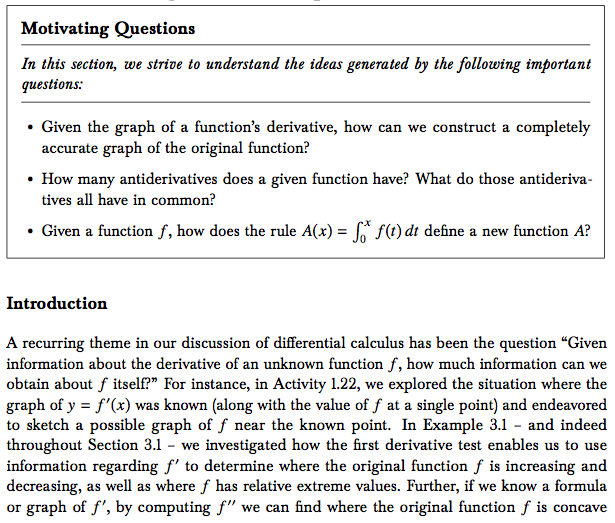 Motivating Questions
In this section, we strive to understand the ideas generated by the following important
questions:
• Given the graph of a function's derivative, how can we construct a completely
accurate graph of the original function?
• How many antiderivatives does a given function have? What do those antideriva-
tives all have in common?
• Given a function f, how does the rule A(x) = ∫₀ˣ f(t) dt define a new function A?
Introduction
A recurring theme in our discussion of differential calculus has been the question “Given
information about the derivative of an unknown function f, how much information can we
obtain about f itself?” For instance, in Activity 1.22, we explored the situation where the
graph of y = f′(x) was known (along with the value of f at a single point) and endeavored
to sketch a possible graph of f near the known point. In Example 3.1 – and indeed
throughout Section 3.1 – we investigated how the first derivative test enables us to use
information regarding f′ to determine where the original function f is increasing and
decreasing, as well as where f has relative extreme values. Further, if we know a formula
or graph of f′, by computing f′′ we can find where the original function f is concave